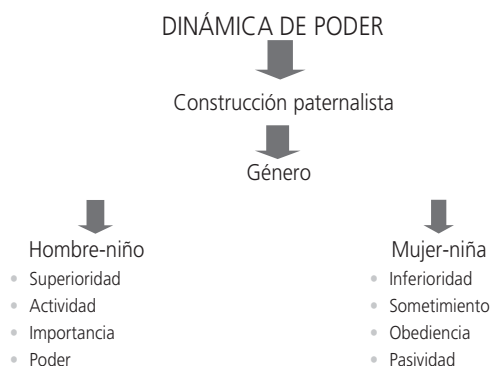 DINÁMICA DE PODER
Construcción paternalista
Género
Hombre-niño
• Superioridad
• Actividad
• Importancia
• Poder
Mujer-niña
• Inferioridad
• Sometimiento
• Obediencia
• Pasividad